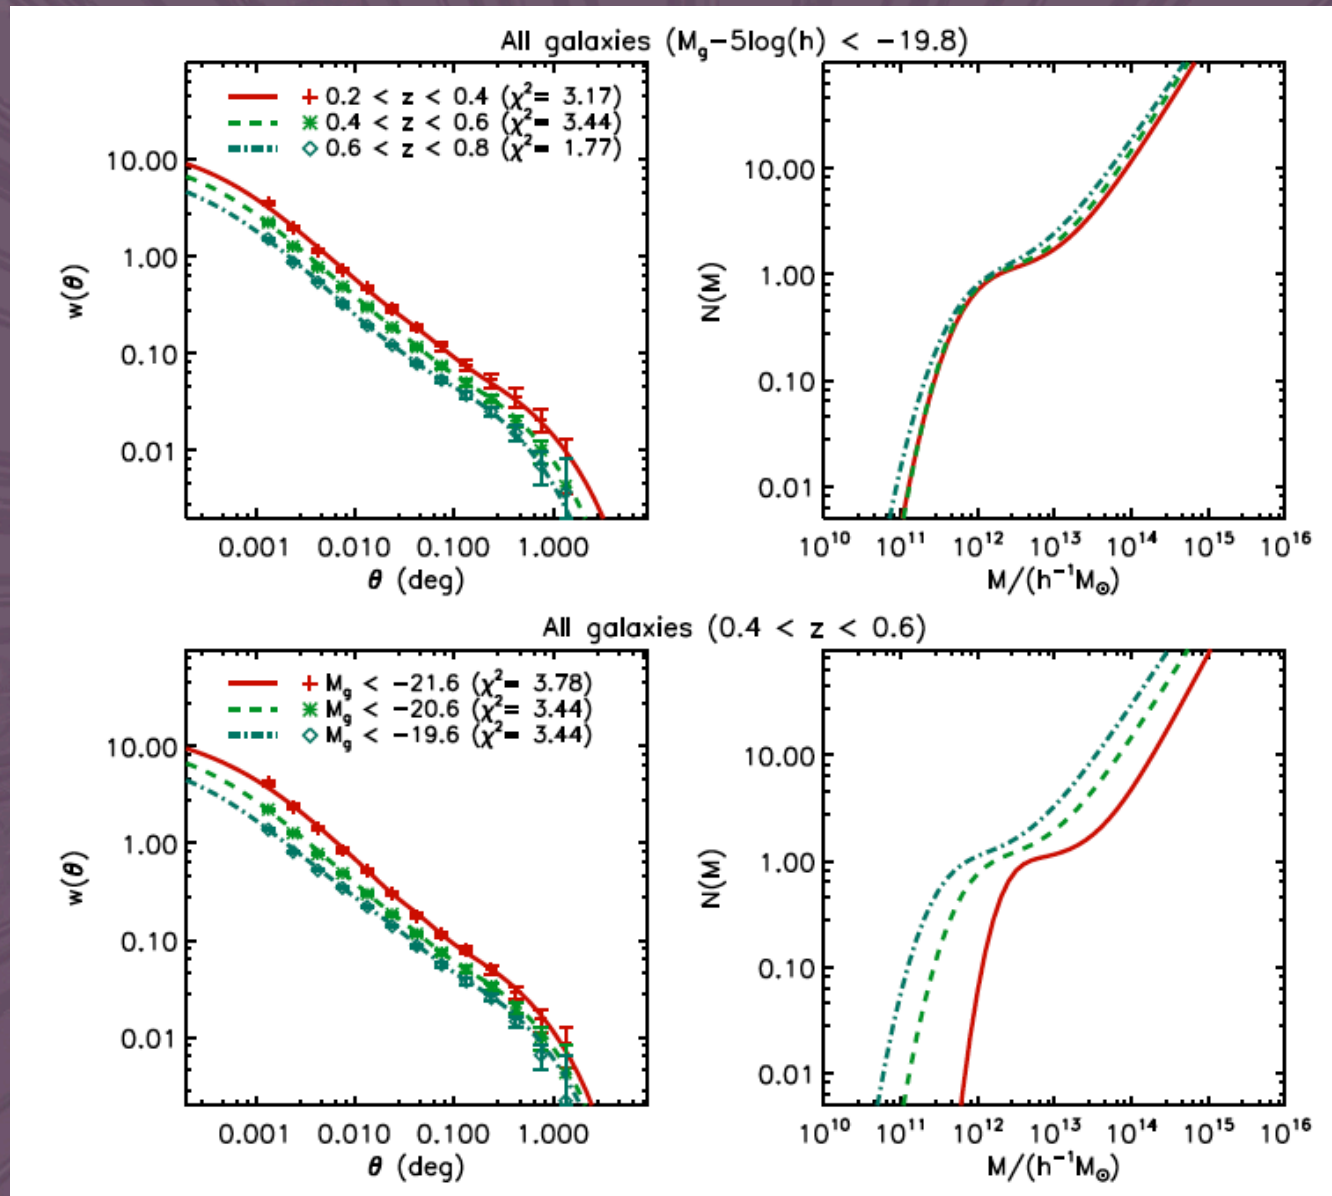 All galaxies (M_g−5log(h) < −19.8)
0.2 < z < 0.4 (χ²= 3.17)
0.4 < z < 0.6 (χ²= 3.44)
0.6 < z < 0.8 (χ²= 1.77)
10.00
1.00
0.10
0.01
w(θ)
0.001 0.010 0.100 1.000
θ (deg)
10.00
1.00
0.10
0.01
N(M)
10¹⁰ 10¹¹ 10¹² 10¹³ 10¹⁴ 10¹⁵ 10¹⁶
M/(h⁻¹M☉)
All galaxies (0.4 < z < 0.6)
M_g < −21.6 (χ²= 3.78)
M_g < −20.6 (χ²= 3.44)
M_g < −19.6 (χ²= 3.44)
10.00
1.00
0.10
0.01
w(θ)
0.001 0.010 0.100 1.000
θ (deg)
10.00
1.00
0.10
0.01
N(M)
10¹⁰ 10¹¹ 10¹² 10¹³ 10¹⁴ 10¹⁵ 10¹⁶
M/(h⁻¹M☉)